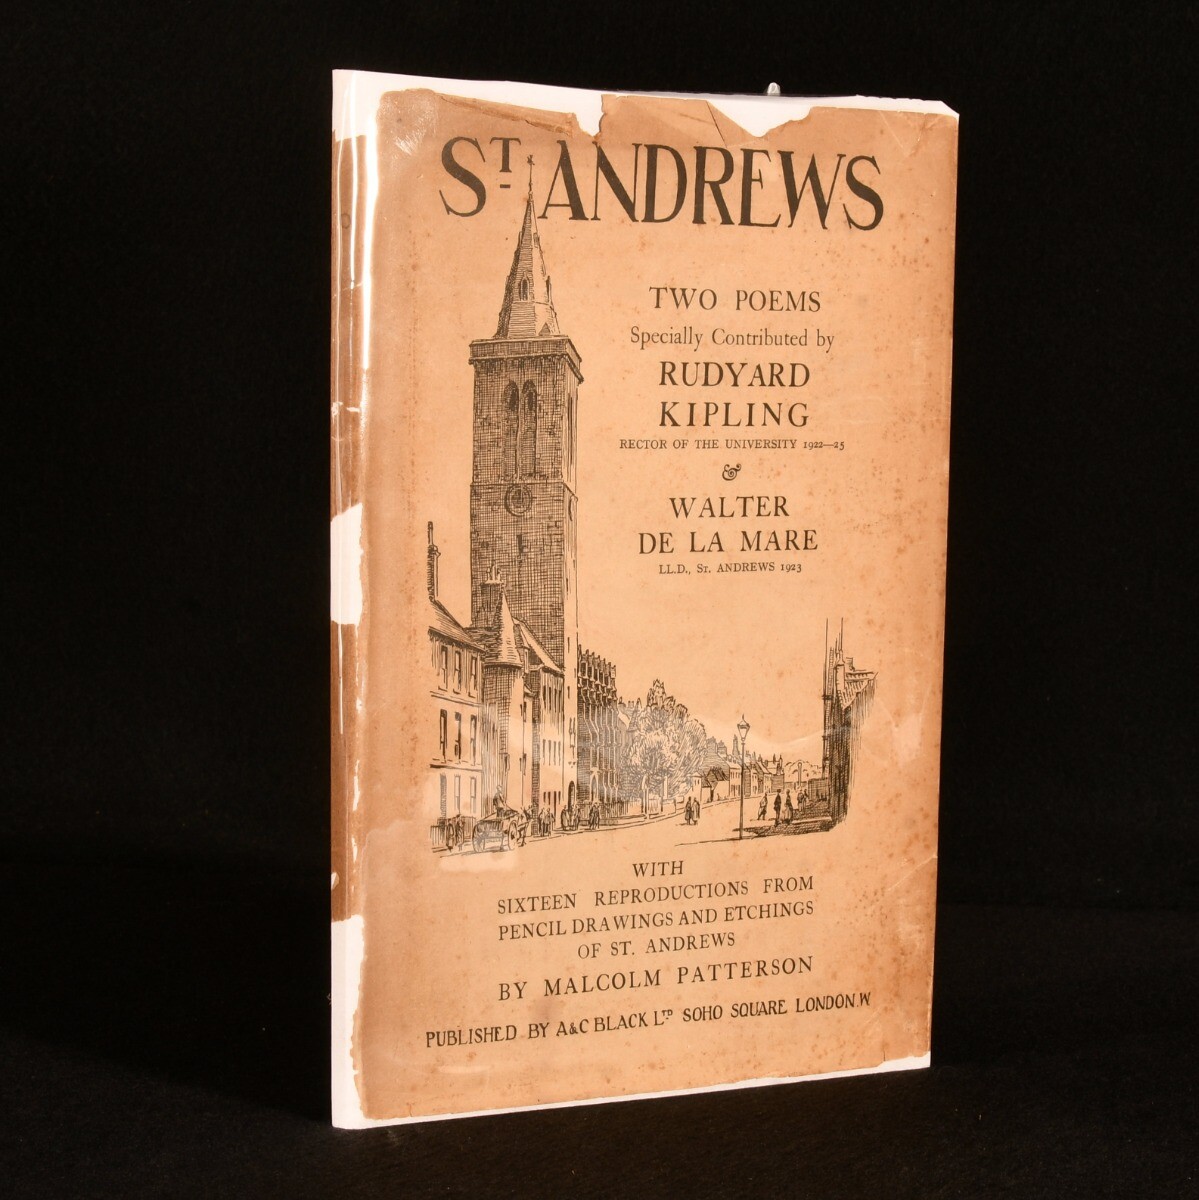 ST ANDREWS
TWO POEMS
Specially Contributed by
RUDYARD
KIPLING
RECTOR OF THE UNIVERSITY 1922—25
&
WALTER
DE LA MARE
LL.D., ST. ANDREWS 1923
WITH
SIXTEEN REPRODUCTIONS FROM
PENCIL DRAWINGS AND ETCHINGS
OF ST. ANDREWS
BY MALCOLM PATTERSON
PUBLISHED BY A&C BLACK LTD SOHO SQUARE LONDON.W